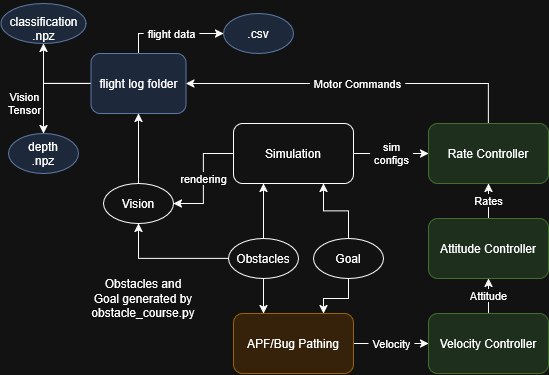 classification
.npz
flight data
.csv
flight log folder
Motor Commands
Vision
Tensor
depth
.npz
Simulation
sim
configs
Rate Controller
rendering
Vision
Rates
Obstacles
Goal
Attitude Controller
Obstacles and
Goal generated by
obstacle_course.py
Attitude
APF/Bug Pathing
Velocity
Velocity Controller